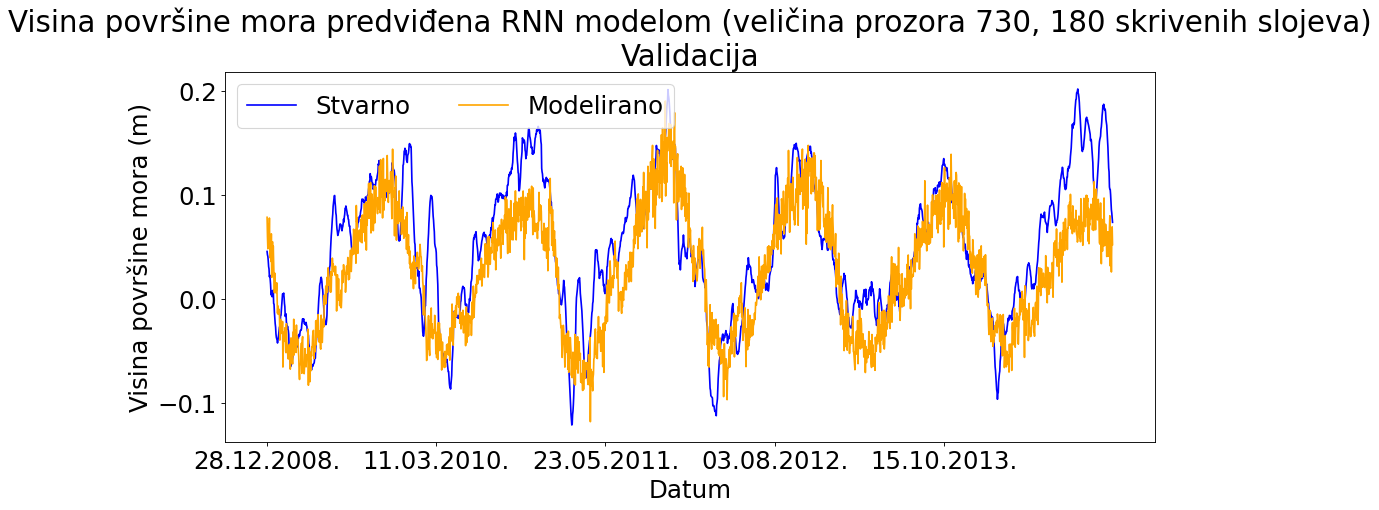 Visina površine mora predviđena RNN modelom (veličina prozora 730, 180 skrivenih slojeva)
Validacija
Stvarno
Modelirano
Visina površine mora (m)
0.2
0.1
0.0
−0.1
28.12.2008.
11.03.2010.
23.05.2011.
03.08.2012.
15.10.2013.
Datum